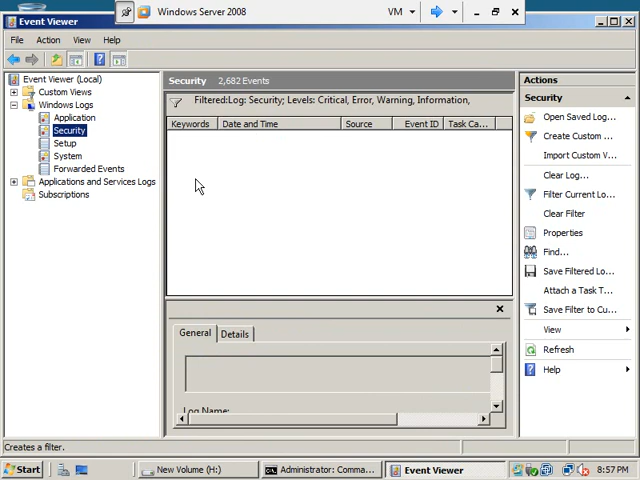 Event Viewer
Windows Server 2008
VM
File Action View Help
Event Viewer (Local)
Custom Views
Windows Logs
Application
Security
Setup
System
Forwarded Events
Applications and Services Logs
Subscriptions
Security 2,682 Events
Filtered:Log: Security; Levels: Critical, Error, Warning, Information,
Keywords Date and Time Source Event ID Task Ca...
General Details
Log Name:
Actions
Security
Open Saved Log...
Create Custom ...
Import Custom V...
Clear Log...
Filter Current Lo...
Clear Filter
Properties
Find...
Save Filtered Lo...
Attach a Task T...
Save Filter to Cu...
View
Refresh
Help
Creates a filter.
Start
New Volume (H:)
Administrator: Comma...
Event Viewer
8:57 PM